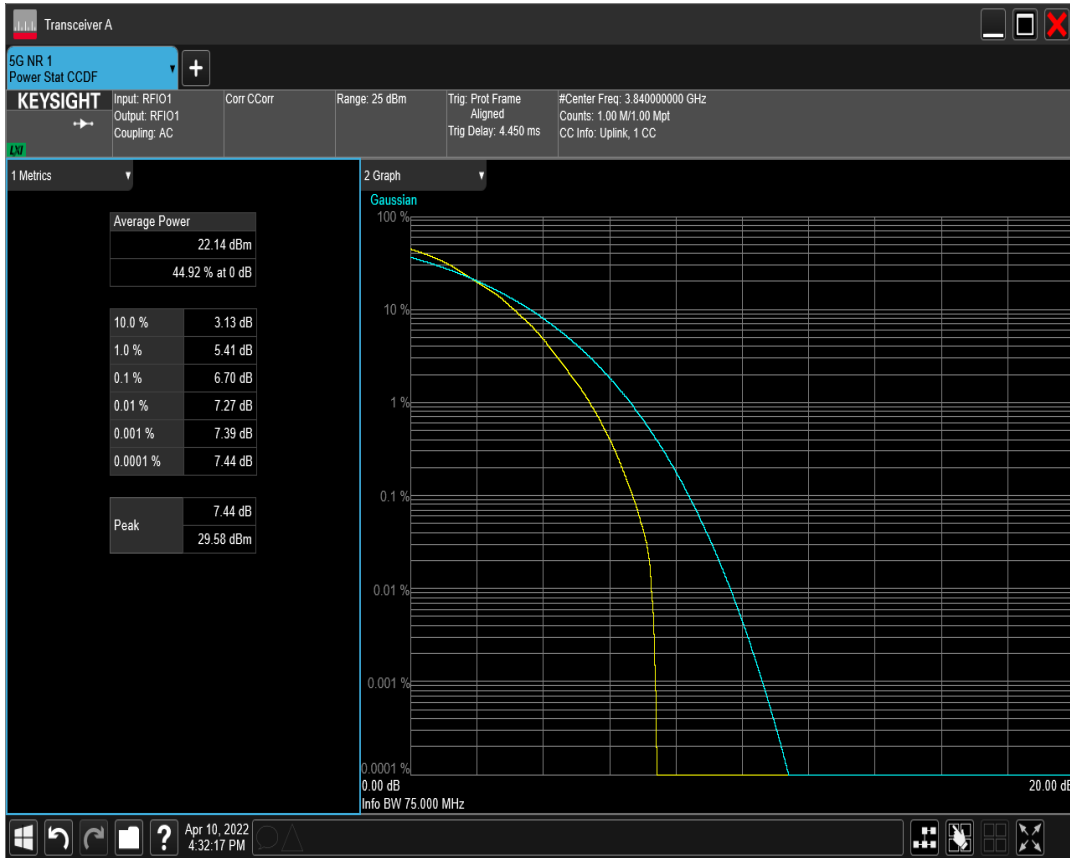 Transceiver A
5G NR 1
Power Stat CCDF
KEYSIGHT
LXI
Input: RFIO1
Output: RFIO1
Coupling: AC
Corr CCorr
Range: 25 dBm
Trig: Prot Frame
Aligned
Trig Delay: 4.450 ms
#Center Freq: 3.840000000 GHz
Counts: 1.00 M/1.00 Mpt
CC Info: Uplink, 1 CC
1 Metrics
Average Power
22.14 dBm
44.92 % at 0 dB
10.0 % 3.13 dB
1.0 % 5.41 dB
0.1 % 6.70 dB
0.01 % 7.27 dB
0.001 % 7.39 dB
0.0001 % 7.44 dB
Peak 7.44 dB
29.58 dBm
2 Graph
Gaussian
100 %
10 %
1 %
0.1 %
0.01 %
0.001 %
0.0001 %
0.00 dB 20.00 dB
Info BW 75.000 MHz
? Apr 10, 2022
4:32:17 PM